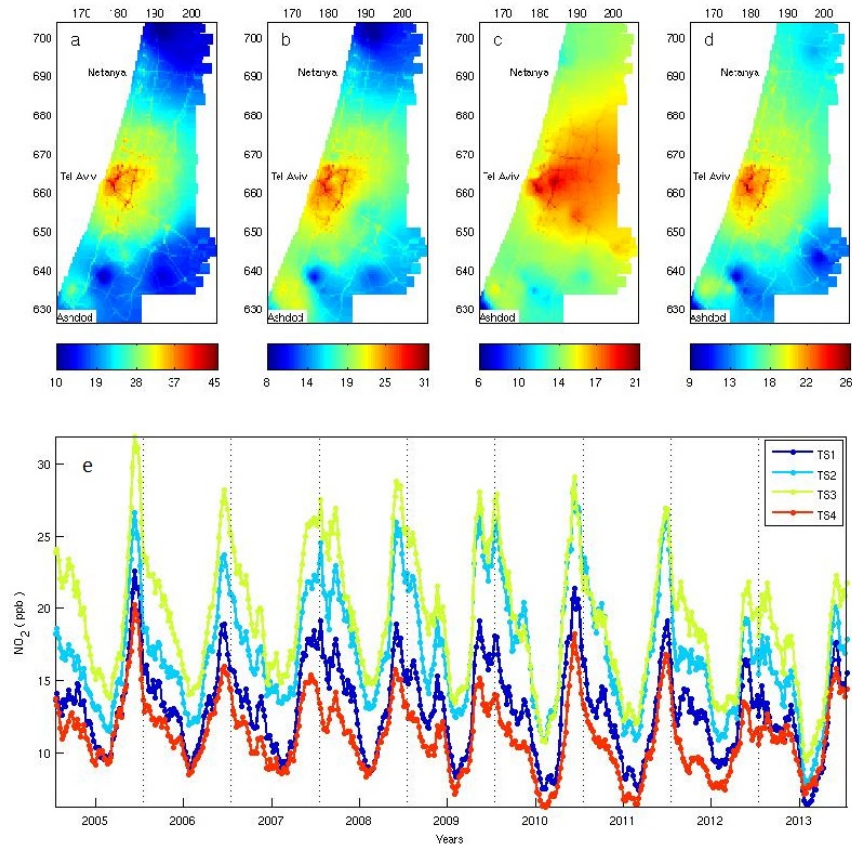 170 180 190 200
170 180 190 200
170 180 190 200
170 180 190 200
a
b
c
d
700
690
680
670
660
650
640
630
Netanya
Tel Aviv
Ashdod
700
690
680
670
660
650
640
630
Netanya
Tel Aviv
Ashdod
700
690
680
670
660
650
640
630
Netanya
Tel Aviv
Ashdod
700
690
680
670
660
650
640
630
Netanya
Tel Aviv
Ashdod
10 19 28 37 45
8 14 19 25 31
6 10 14 17 21
9 13 18 22 26
e
TS1
TS2
TS3
TS4
30
25
20
15
10
NO2 ( ppb )
2005 2006 2007 2008 2009 2010 2011 2012 2013
Years